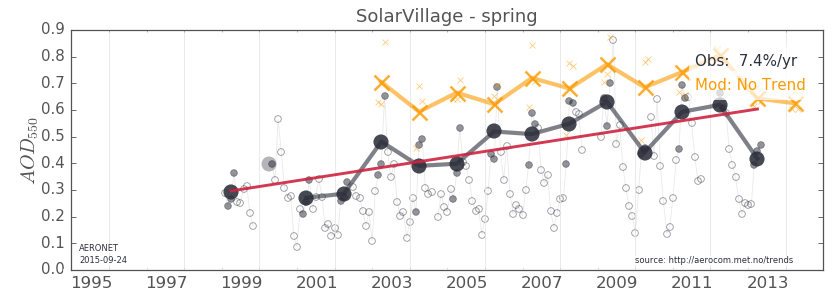 SolarVillage - spring
0.9
0.8
0.7
0.6
0.5
0.4
0.3
0.2
0.1
0.0
AOD550
Obs: 7.4%/yr
Mod: No Trend
AERONET
2015-09-24
source: http://aerocom.met.no/trends
1995 1997 1999 2001 2003 2005 2007 2009 2011 2013